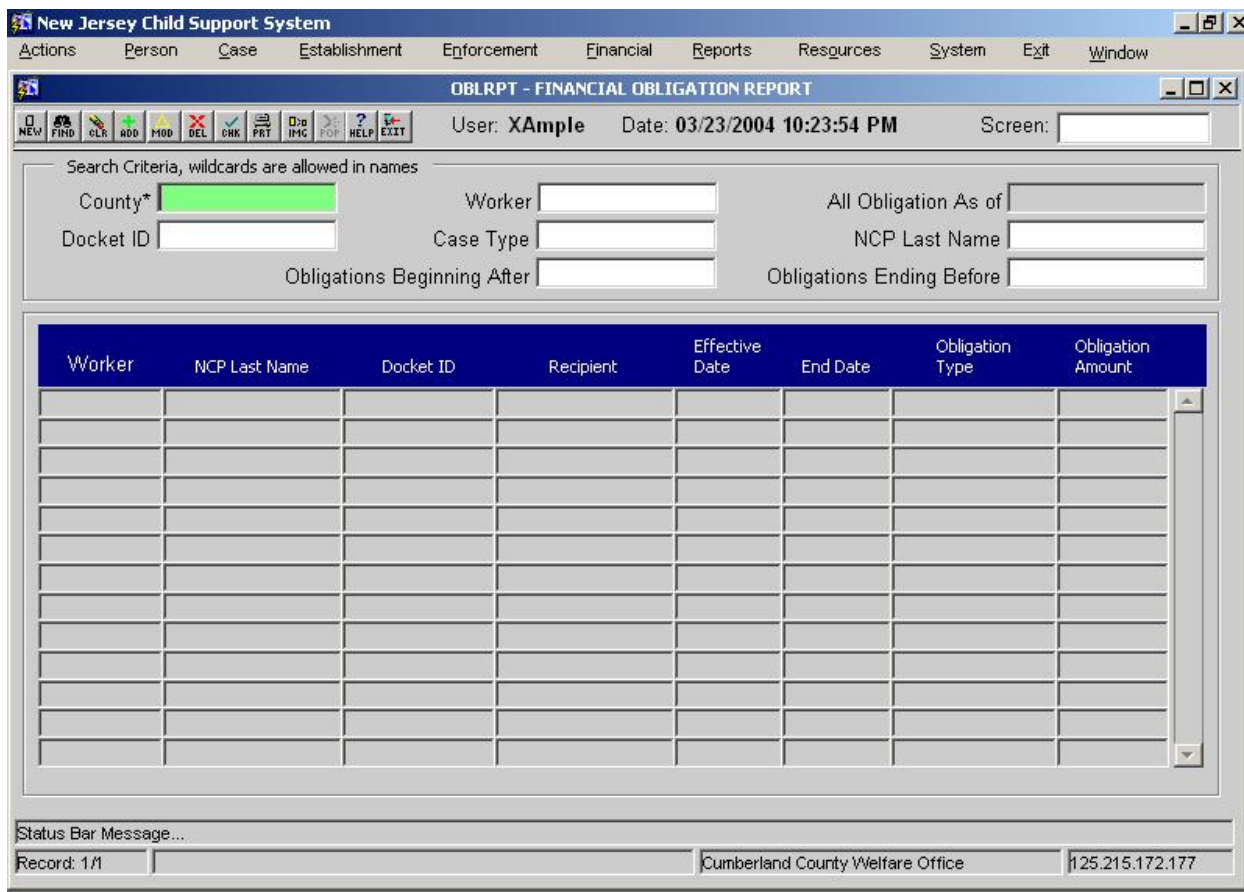 New Jersey Child Support System
Actions Person Case Establishment Enforcement Financial Reports Resources System Exit Window
OBLRPT - FINANCIAL OBLIGATION REPORT
NEW FIND CLR ADD MOD DEL CHK PRT IMG POP HELP EXIT User: XAmple Date: 03/23/2004 10:23:54 PM Screen:
Search Criteria, wildcards are allowed in names
County* Worker All Obligation As of
Docket ID Case Type NCP Last Name
Obligations Beginning After Obligations Ending Before
Worker NCP Last Name Docket ID Recipient Effective Date End Date Obligation Type Obligation Amount
Status Bar Message...
Record: 1/1 Cumberland County Welfare Office 125.215.172.177